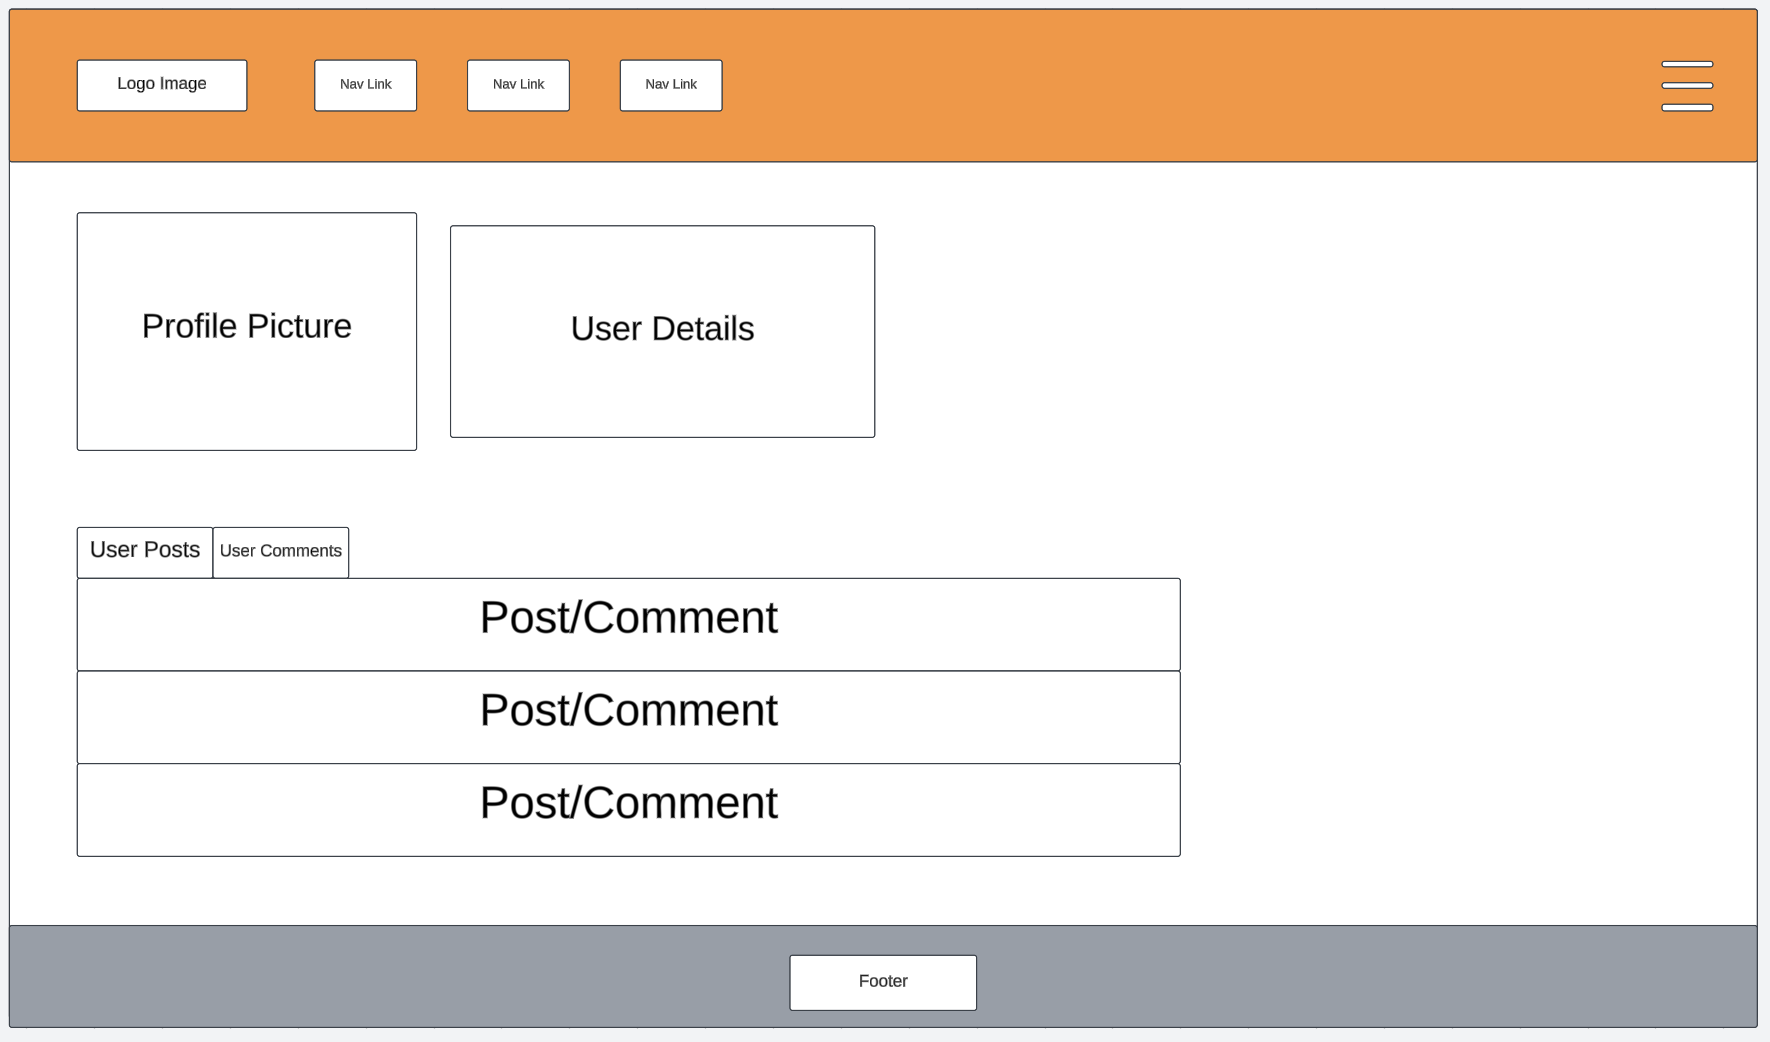 Logo Image
Nav Link
Nav Link
Nav Link
Profile Picture
User Details
User Posts
User Comments
Post/Comment
Post/Comment
Post/Comment
Footer